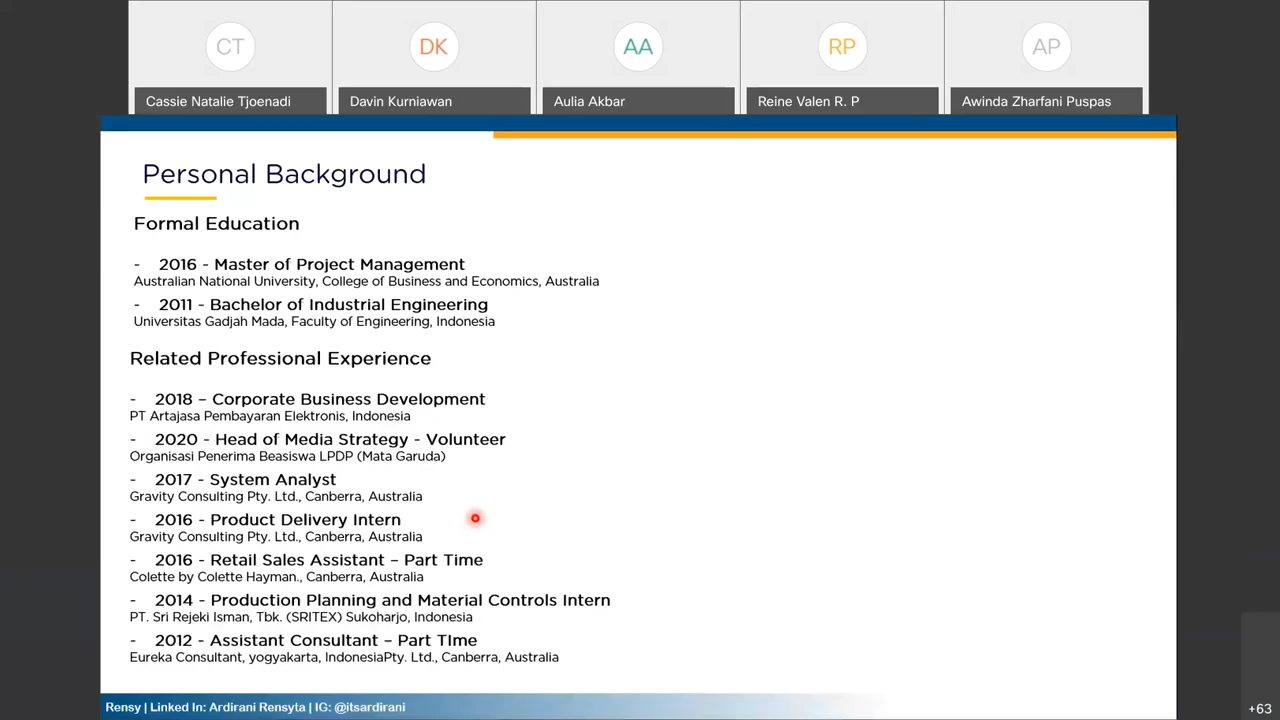 CT
DK
AA
RP
AP
Cassie Natalie Tjoenadi
Davin Kurniawan
Aulia Akbar
Reine Valen R. P
Awinda Zharfani Puspas
Personal Background
Formal Education
- 2016 - Master of Project Management
Australian National University, College of Business and Economics, Australia
- 2011 - Bachelor of Industrial Engineering
Universitas Gadjah Mada, Faculty of Engineering, Indonesia
Related Professional Experience
- 2018 – Corporate Business Development
PT Artajasa Pembayaran Elektronis, Indonesia
- 2020 - Head of Media Strategy - Volunteer
Organisasi Penerima Beasiswa LPDP (Mata Garuda)
- 2017 - System Analyst
Gravity Consulting Pty. Ltd., Canberra, Australia
- 2016 - Product Delivery Intern
Gravity Consulting Pty. Ltd., Canberra, Australia
- 2016 - Retail Sales Assistant – Part Time
Colette by Colette Hayman., Canberra, Australia
- 2014 - Production Planning and Material Controls Intern
PT. Sri Rejeki Isman, Tbk. (SRITEX) Sukoharjo, Indonesia
- 2012 - Assistant Consultant – Part TIme
Eureka Consultant, yogyakarta, IndonesiaPty. Ltd., Canberra, Australia
Rensy | Linked In: Ardirani Rensyta | IG: @itsardirani
+63